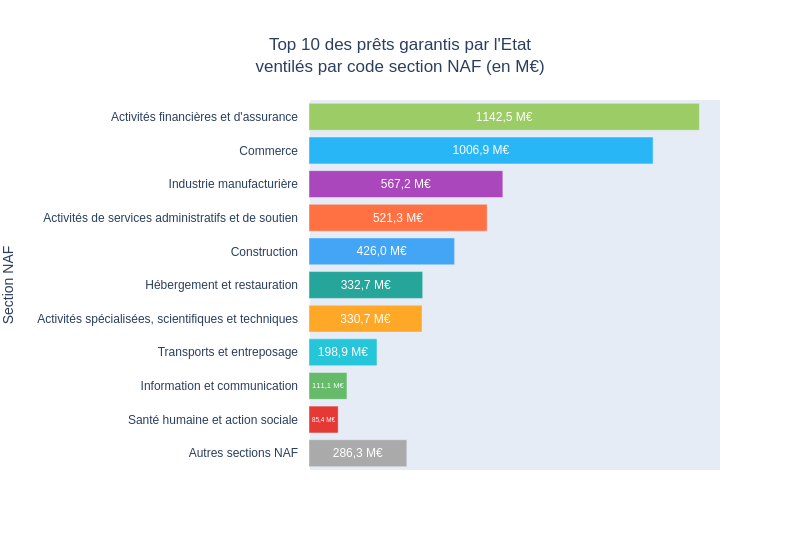 Top 10 des prêts garantis par l'Etat
ventilés par code section NAF (en M€)
Activités financières et d'assurance 1142,5 M€
Commerce 1006,9 M€
Industrie manufacturière 567,2 M€
Activités de services administratifs et de soutien 521,3 M€
Construction 426,0 M€
Hébergement et restauration 332,7 M€
Activités spécialisées, scientifiques et techniques 330,7 M€
Transports et entreposage 198,9 M€
Information et communication 111,1 M€
Santé humaine et action sociale 85,4 M€
Autres sections NAF 286,3 M€
Section NAF